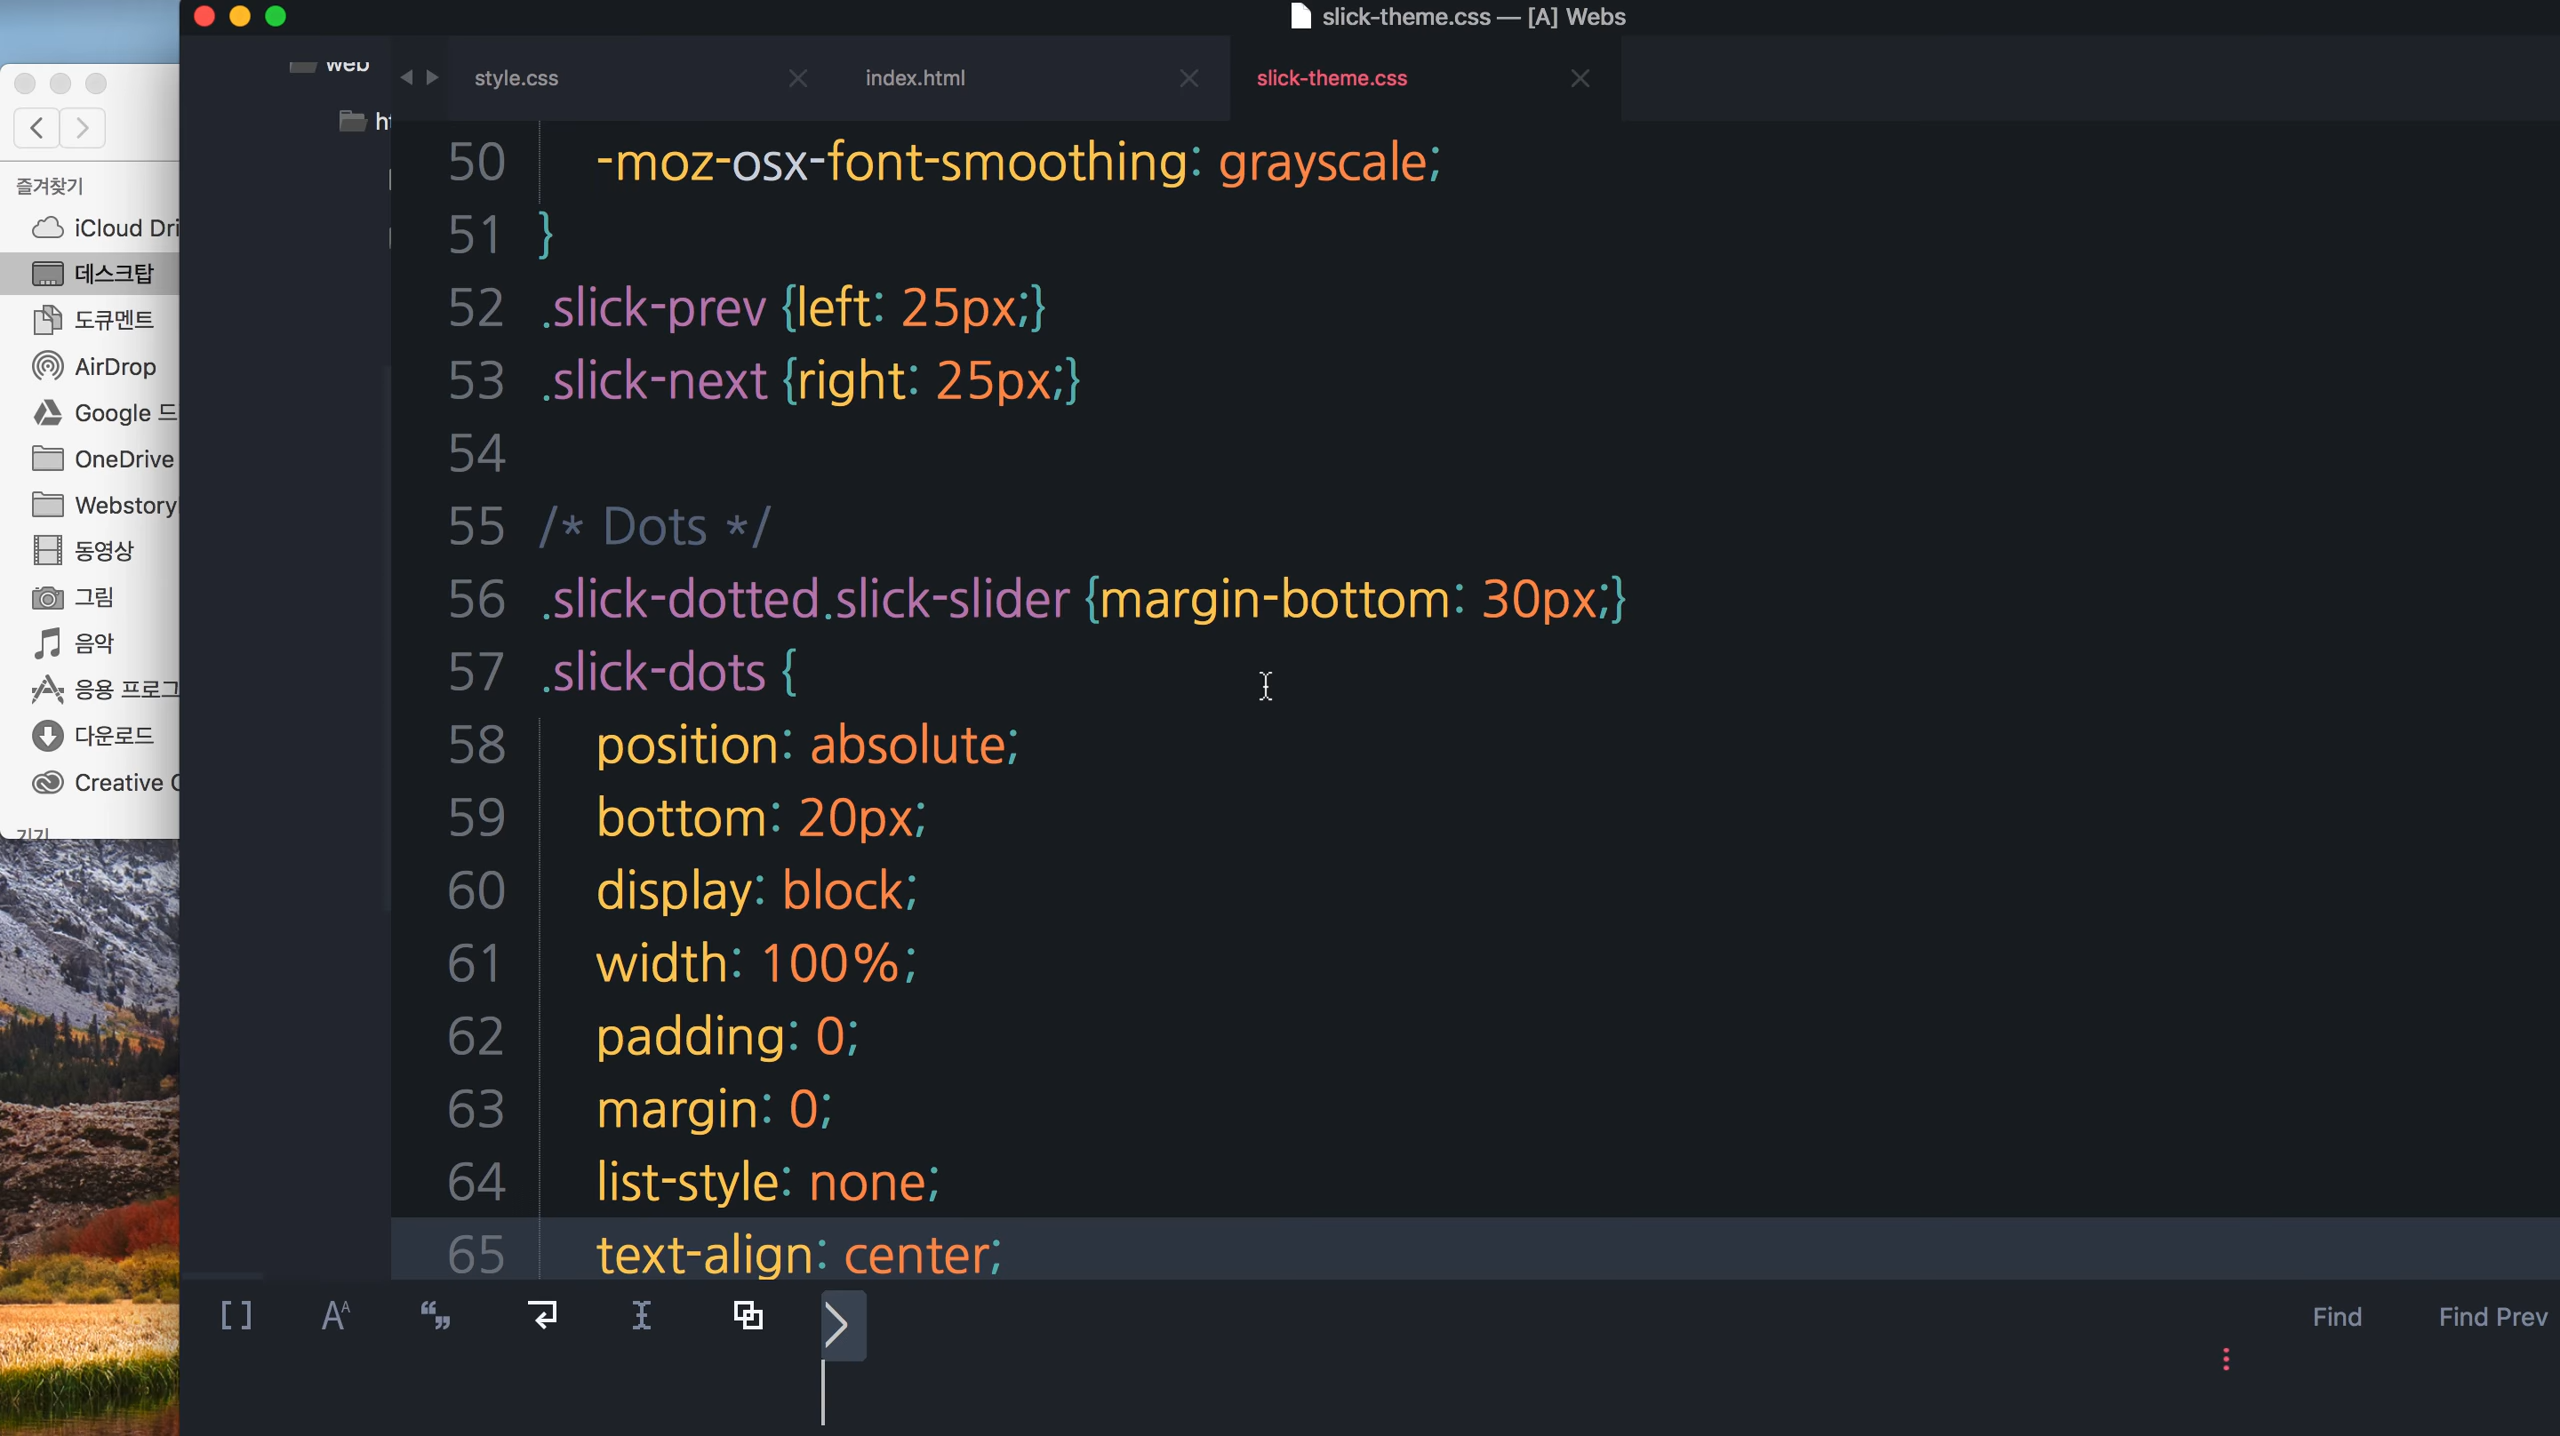 slick-theme.css — [A] Webs
web
style.css
index.html
slick-theme.css
즐겨찾기
iCloud Dri
데스크탑
도큐멘트
AirDrop
Google 드
OneDrive
Webstory
동영상
그림
음악
응용 프로그
다운로드
Creative C
기기
50 -moz-osx-font-smoothing: grayscale;
51 }
52 .slick-prev {left: 25px;}
53 .slick-next {right: 25px;}
54
55 /* Dots */
56 .slick-dotted.slick-slider {margin-bottom: 30px;}
57 .slick-dots {
58 position: absolute;
59 bottom: 20px;
60 display: block;
61 width: 100%;
62 padding: 0;
63 margin: 0;
64 list-style: none;
65 text-align: center;
>
Find
Find Prev